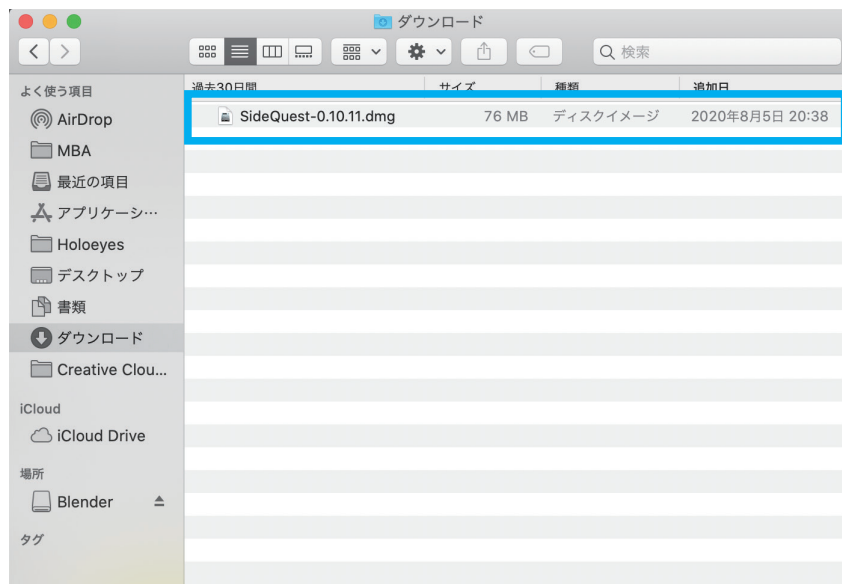 ダウンロード
検索
よく使う項目
AirDrop
MBA
最近の項目
アプリケーシ…
Holoeyes
デスクトップ
書類
ダウンロード
Creative Clou...
iCloud
iCloud Drive
場所
Blender
タグ
過去30日間 サイズ 種類 追加日
SideQuest-0.10.11.dmg 76 MB ディスクイメージ 2020年8月5日 20:38